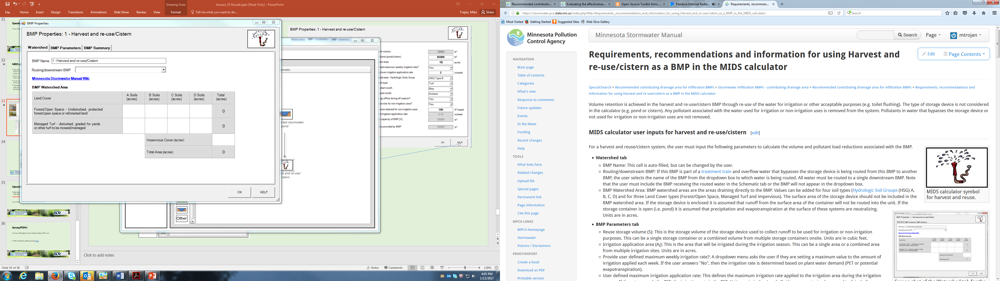 January 25 Reuse4.pptx [Read-Only] - PowerPoint
Drawing Tools
File Home Insert Design Transitions Animations Slide Show Review View Format Tell me what you want to do...
Trojan, Mike Share
31
32
33
34
35
36
Survey/PDH's
BMP Properties
BMP Properties: 1 - Harvest and re-use/Cistern
Watershed BMP Parameters BMP Summary
BMP Name 1 - Harvest and re-use/Cistern
Routing/downstream BMP
Minnesota Stormwater Manual Wiki
BMP Watershed Area
Land Cover
A Soils (acres)
B Soils (acres)
C Soils (acres)
D Soils (acres)
Total (acres)
Forest/Open Space - Undisturbed, protected
forest/open space or reforested land
0
Managed Turf - disturbed, graded for yards
or other turf to be mowed/managed
0
Impervious Cover (acres)
Total Area (acres) 0
OK HELP
Other
BMP Properties: 1 - Harvest and re-use/Cistern
nt volume 19965 ft³
lume (pond/cistern) 85000 ft³
ion area 10 acres
ned maximum weekly irrigation rate? Yes
imum irrigation application rate 2 in/week
ed area - Hydrologic Soils Group HSG Type B
on type Turf
start month May
end month October
go offline during off season? Yes
on-site for non-irrigation uses? Yes
ume retained for non-irrigation uses 100 ft³/week
d irrigation application rate 1.11 in/week
capacity of BMP [V] 17371 ft³
on provided by BMP 17371 ft³
OK HELP
ematic
cted stormwater
pond
st and re-use/
istern
Click to add notes
Slide 33 of 36
Notes Comments 120%
4:05 PM
1/12/2017
Recommended contributin... Evaluating the effectivenes... Open-Source Toolkit Aims ... Pandora Internet Radio... Requirements, recommen...
https://stormwater.pca.state.mn.us/index.php?title=Requirements,_recommendations_and_information_for_using_Harvest_and_re-use/cistern_as_a_BMP_in_the_MIDS_calculator
Search
Most Visited Getting Started Suggested Sites Web Slice Gallery
Minnesota Pollution
Control Agency
Minnesota Stormwater Manual
Search Page mtrojan
NAVIGATION
Main page
Table of contents
Categories
What's new
Response to comments
Future updates
Events
In the News
Funding
Recent changes
Help
TOOLS
What links here
Related changes
Upload file
Special pages
Permanent link
Page information
Cite this page
MPCA LINKS
MPCA Homepage
Stormwater
Policies / Disclaimers
PRINT/EXPORT
Create a book
Download as PDF
Printable version
Requirements, recommendations and information for using Harvest and
re-use/cistern as a BMP in the MIDS calculator
Edit Page Contents
Special:Search > Recommended contributing drainage area for infiltration BMPs > Stormwater infiltration BMPs - contributing drainage area > Recommended contributing drainage area for infiltration BMPs > Requirements, recommendations and
information for using Harvest and re-use/cistern as a BMP in the MIDS calculator
Volume retention is achieved in the harvest and re-use/cistern BMP through re-use of the water for irrigation or other acceptable purposes (e.g. toilet flushing). The type of storage device is not considered
in the calculator (e.g. pond or cistern). Any pollutant associated with the water used for irrigation or non-irrigation uses is removed from the system. Pollutants in water that bypasses the storage device or
not used for irrigation or non-irrigation uses are not removed.
MIDS calculator user inputs for harvest and re-use/cistern [edit]
For a harvest and reuse/cistern system, the user must input the following parameters to calculate the volume and pollutant load reductions associated with the BMP.
• Watershed tab
BMP Name: This cell is auto-filled, but can be changed by the user.
Routing/downstream BMP: If this BMP is part of a treatment train and overflow water that bypasses the storage device is being routed from this BMP to another
BMP, the user selects the name of the BMP from the dropdown box to which water is being routed. All water must be routed to a single downstream BMP. Note
that the user must include the BMP receiving the routed water in the Schematic tab or the BMP will not appear in the dropdown box.
BMP Watershed Area: BMP watershed areas are the areas draining directly to the BMP. Values can be added for four soil types (Hydrologic Soil Groups (HSG) A,
B, C, D) and for three Land Cover types (Forest/Open Space, Managed Turf and impervious). The surface area of the storage device should not be included in the
BMP watershed area. If the storage device is enclosed it is assumed that runoff from the surface area of the container will not be routed into the unit. If the
storage container is open (i.e. pond) it is assumed that precipitation and evapotranspiration at the surface of these systems are neutralizing.
Units are in acres.
• BMP Parameters tab
Reuse storage volume (S): This is the storage volume of the storage device used to collect runoff to be used for irrigation or non-irrigation
purposes. This can be a single storage container or a combined volume from multiple storage containers onsite. Units are in cubic feet.
Irrigation application area (AI): This is the area that will be irrigated during the irrigation season. This can be a single area or a combined area
from multiple irrigation sites. Units are in acres.
Provide user defined maximum weekly irrigation rate?: A dropdown menu asks the user if they are setting a maximum value to the amount of
irrigation applied each week. If the user answers "No", then the irrigation rate is determined based on plant water demand (PET or potential
evapotranspiration).
User defined maximum irrigation application rate: This defines the maximum irrigation rate applied to the irrigation area during the irrigation
MIDS calculator symbol
for harvest and reuse.